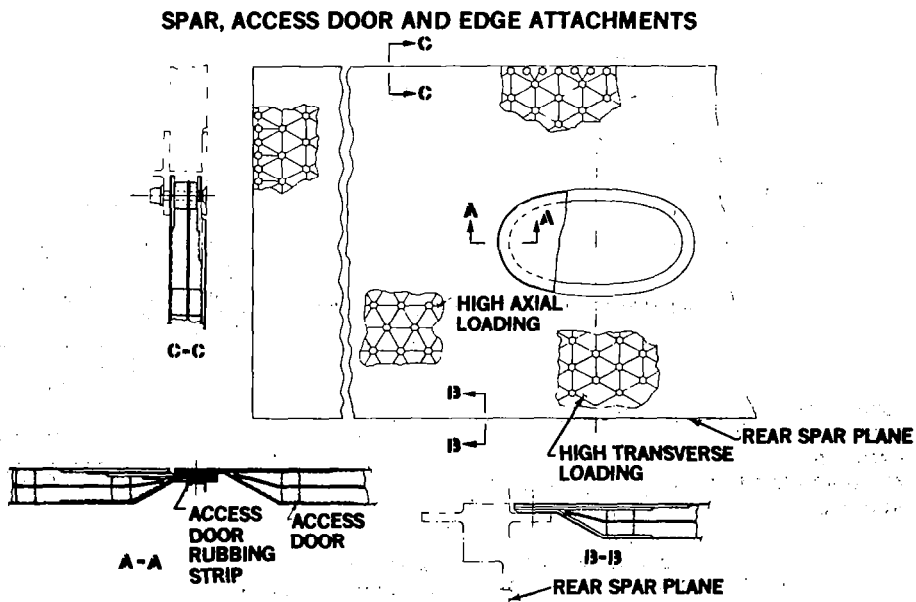 SPAR, ACCESS DOOR AND EDGE ATTACHMENTS
C
C
C-C
A
A
HIGH AXIAL
LOADING
B
B
REAR SPAR PLANE
HIGH TRANSVERSE
LOADING
ACCESS
DOOR
RUBBING
STRIP
ACCESS
DOOR
A-A
B-B
REAR SPAR PLANE